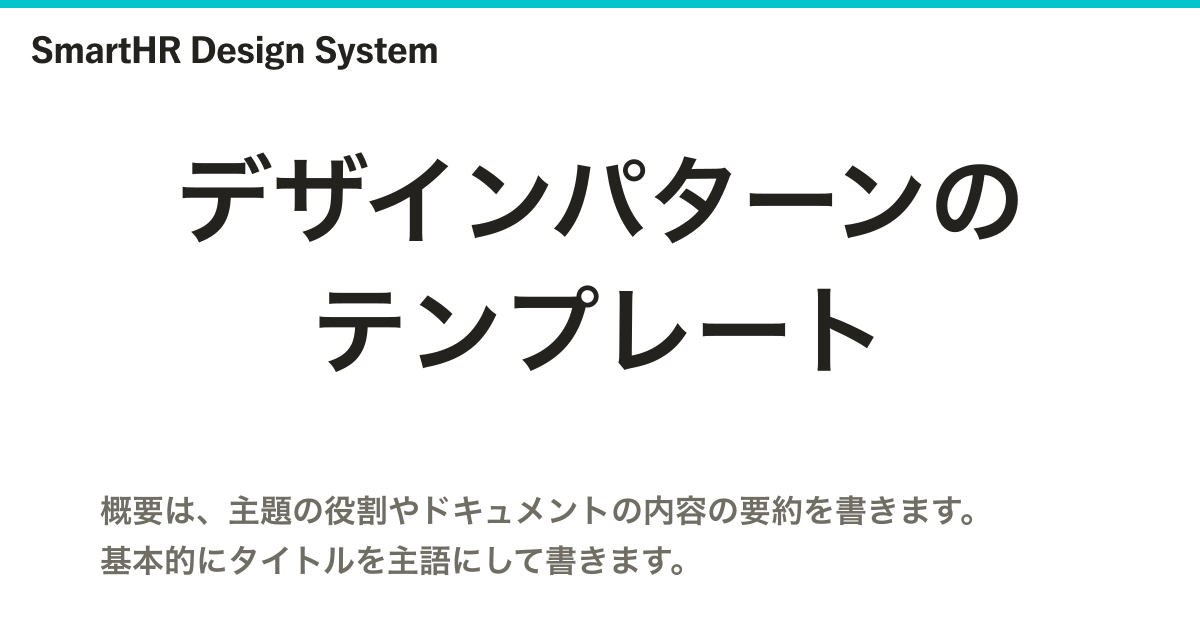 SmartHR Design System
デザインパターンの
テンプレート
概要は、主題の役割やドキュメントの内容の要約を書きます。
基本的にタイトルを主語にして書きます。